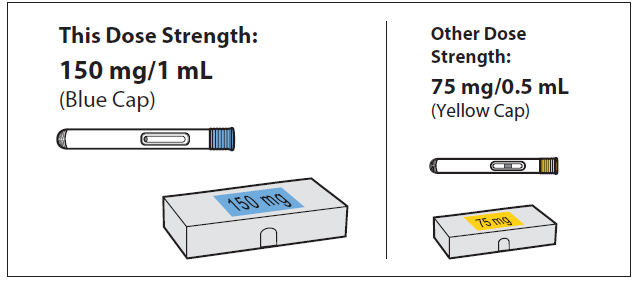 This Dose Strength:
150 mg/1 mL
(Blue Cap)
150 mg
Other Dose
Strength:
75 mg/0.5 mL
(Yellow Cap)
75 mg